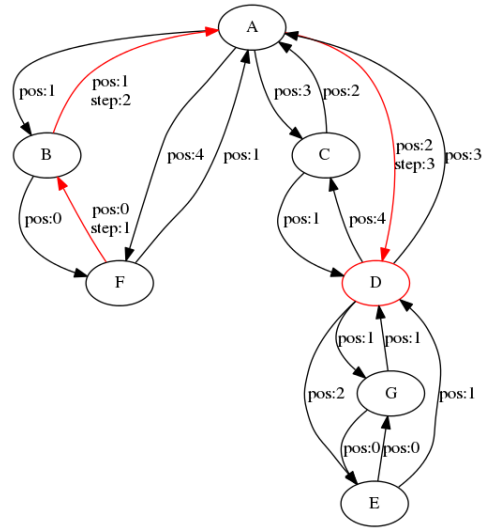 A
pos:1
pos:1
step:2
pos:3
pos:2
B
pos:4
pos:1
C
pos:2
step:3
pos:3
pos:0
pos:0
step:1
pos:1
pos:4
F
D
pos:1
pos:1
pos:2
G
pos:1
pos:0
pos:0
E